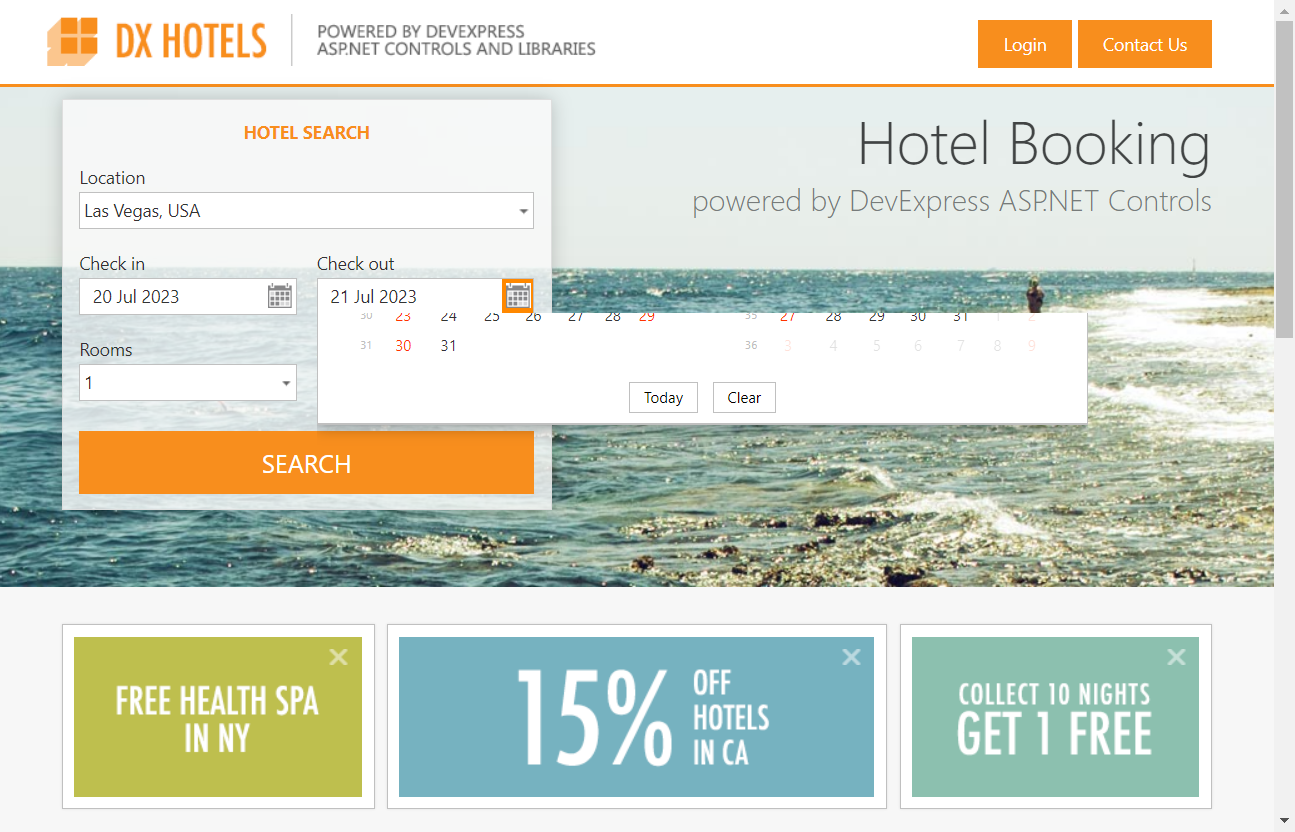 DX HOTELS
POWERED BY DEVEXPRESS
ASP.NET CONTROLS AND LIBRARIES
Login
Contact Us
HOTEL SEARCH
Location
Las Vegas, USA
Check in
Check out
20 Jul 2023
21 Jul 2023
Rooms
1
30 23 24 25 26 27 28 29
31 30 31
35 27 28 29 30 31 1 2
36 3 4 5 6 7 8 9
Today
Clear
SEARCH
Hotel Booking
powered by DevExpress ASP.NET Controls
FREE HEALTH SPA
IN NY
15% OFF
HOTELS
IN CA
COLLECT 10 NIGHTS
GET 1 FREE